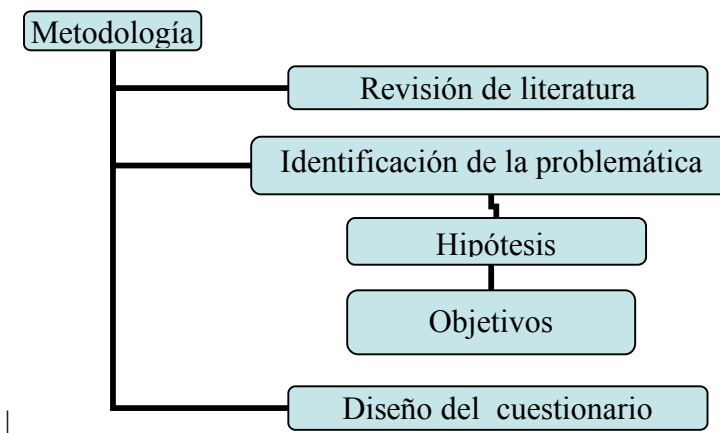 Metodología
Revisión de literatura
Identificación de la problemática
Hipótesis
Objetivos
Diseño del cuestionario